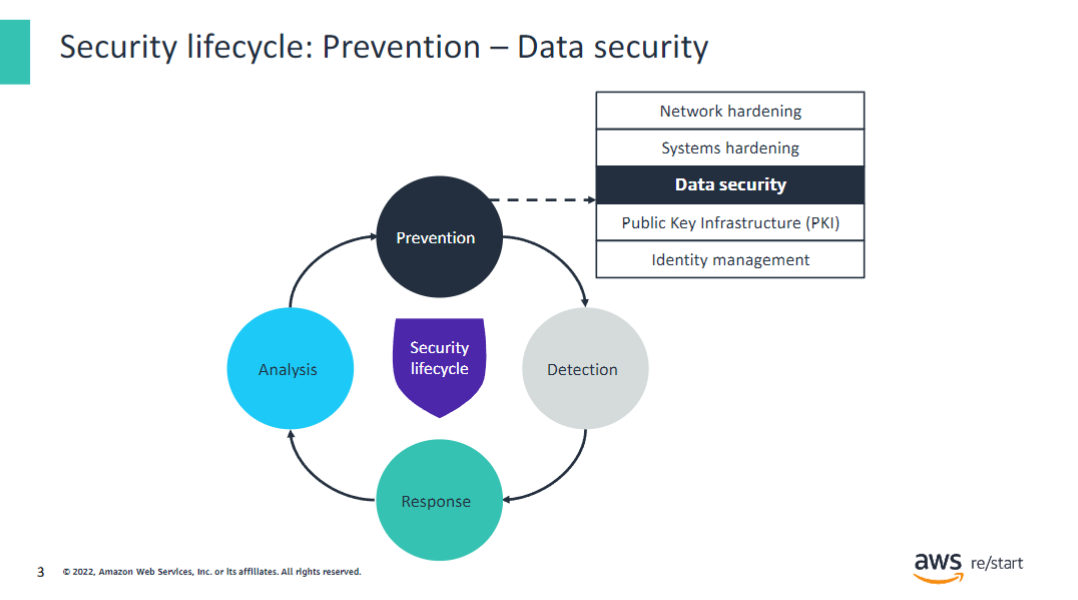 Security lifecycle: Prevention – Data security
Network hardening
Systems hardening
Data security
Public Key Infrastructure (PKI)
Identity management
Prevention
Security
lifecycle
Analysis
Detection
Response
3 © 2022, Amazon Web Services, Inc. or its affiliates. All rights reserved.
aws re/start